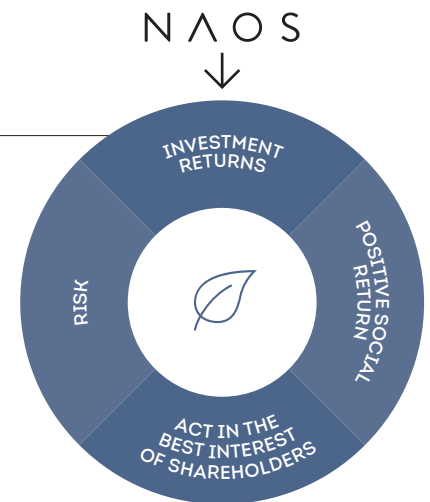 NAOS
INVESTMENT
RETURNS
POSITIVE SOCIAL
RETURN
ACT IN THE
BEST INTEREST
OF SHAREHOLDERS
RISK